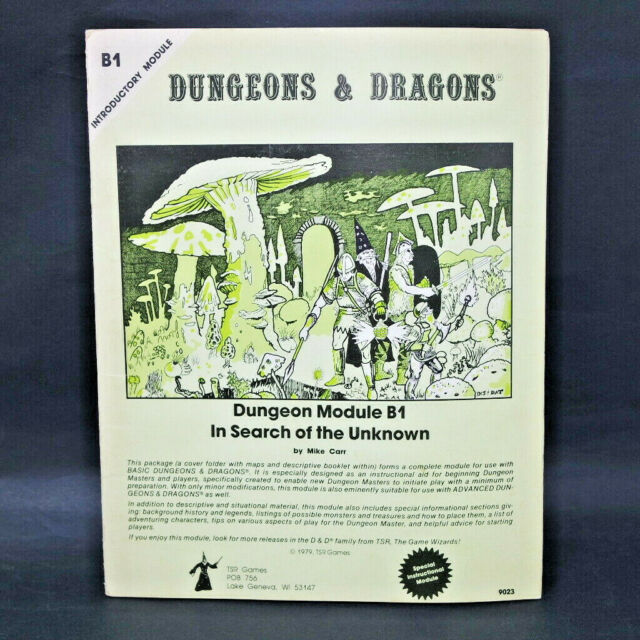 B1
INTRODUCTORY MODULE
DUNGEONS & DRAGONS®
DIS & DAT
Dungeon Module B1
In Search of the Unknown
by Mike Carr
This package (a cover folder with maps and descriptive booklet within) forms a complete module for use with
BASIC DUNGEONS & DRAGONS®. It is especially designed as an instructional aid for beginning Dungeon
Masters and players, specifically created to enable new Dungeon Masters to initiate play with a minimum of
preparation. With only minor modifications, this module is also eminently suitable for use with ADVANCED DUN-
GEONS & DRAGONS® as well.
In addition to descriptive and situational material, this module also includes special informational sections giv-
ing: background history and legends, listings of possible monsters and treasures and how to place them, a list of
adventuring characters, tips on various aspects of play for the Dungeon Master, and helpful advice for starting
players.
If you enjoy this module, look for more releases in the D & D® family from TSR, The Game Wizards!
© 1979, TSR Games
TSR Games
POB 756
Lake Geneva, WI 53147
Special
Instructional
Module
9023